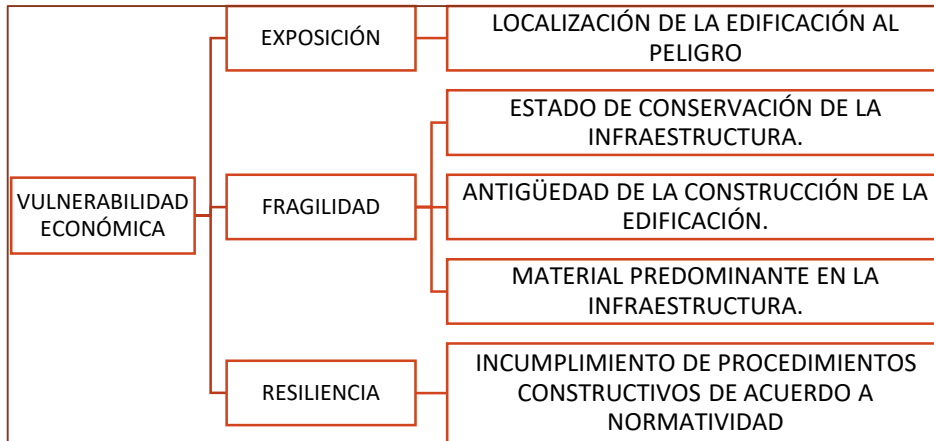 VULNERABILIDAD
ECONÓMICA
EXPOSICIÓN
LOCALIZACIÓN DE LA EDIFICACIÓN AL
PELIGRO
FRAGILIDAD
ESTADO DE CONSERVACIÓN DE LA
INFRAESTRUCTURA.
ANTIGÜEDAD DE LA CONSTRUCCIÓN DE LA
EDIFICACIÓN.
MATERIAL PREDOMINANTE EN LA
INFRAESTRUCTURA.
RESILIENCIA
INCUMPLIMIENTO DE PROCEDIMIENTOS
CONSTRUCTIVOS DE ACUERDO A
NORMATIVIDAD